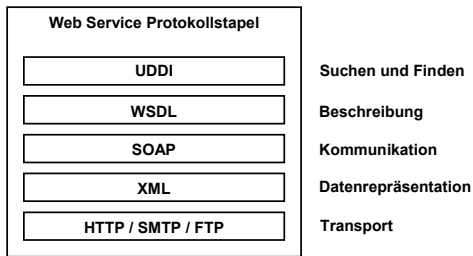 Web Service Protokollstapel
UDDI Suchen und Finden
WSDL Beschreibung
SOAP Kommunikation
XML Datenrepräsentation
HTTP / SMTP / FTP Transport